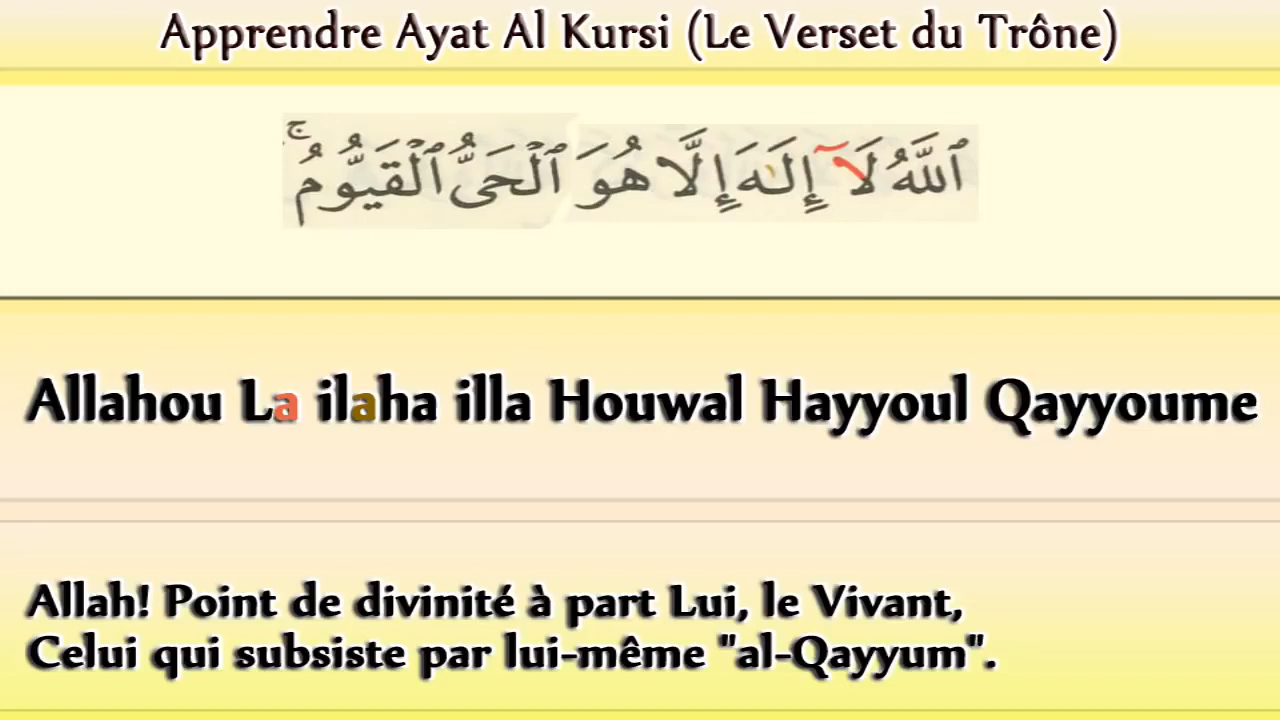 Apprendre Ayat Al Kursi (Le Verset du Trône)
ٱللَّهُ لَآ إِلَـٰهَ إِلَّا هُوَ ٱلْحَىُّ ٱلْقَيُّومُ ۚ
Allahou La ilaha illa Houwal Hayyoul Qayyoume
Allah! Point de divinité à part Lui, le Vivant,
Celui qui subsiste par lui-même "al-Qayyum".